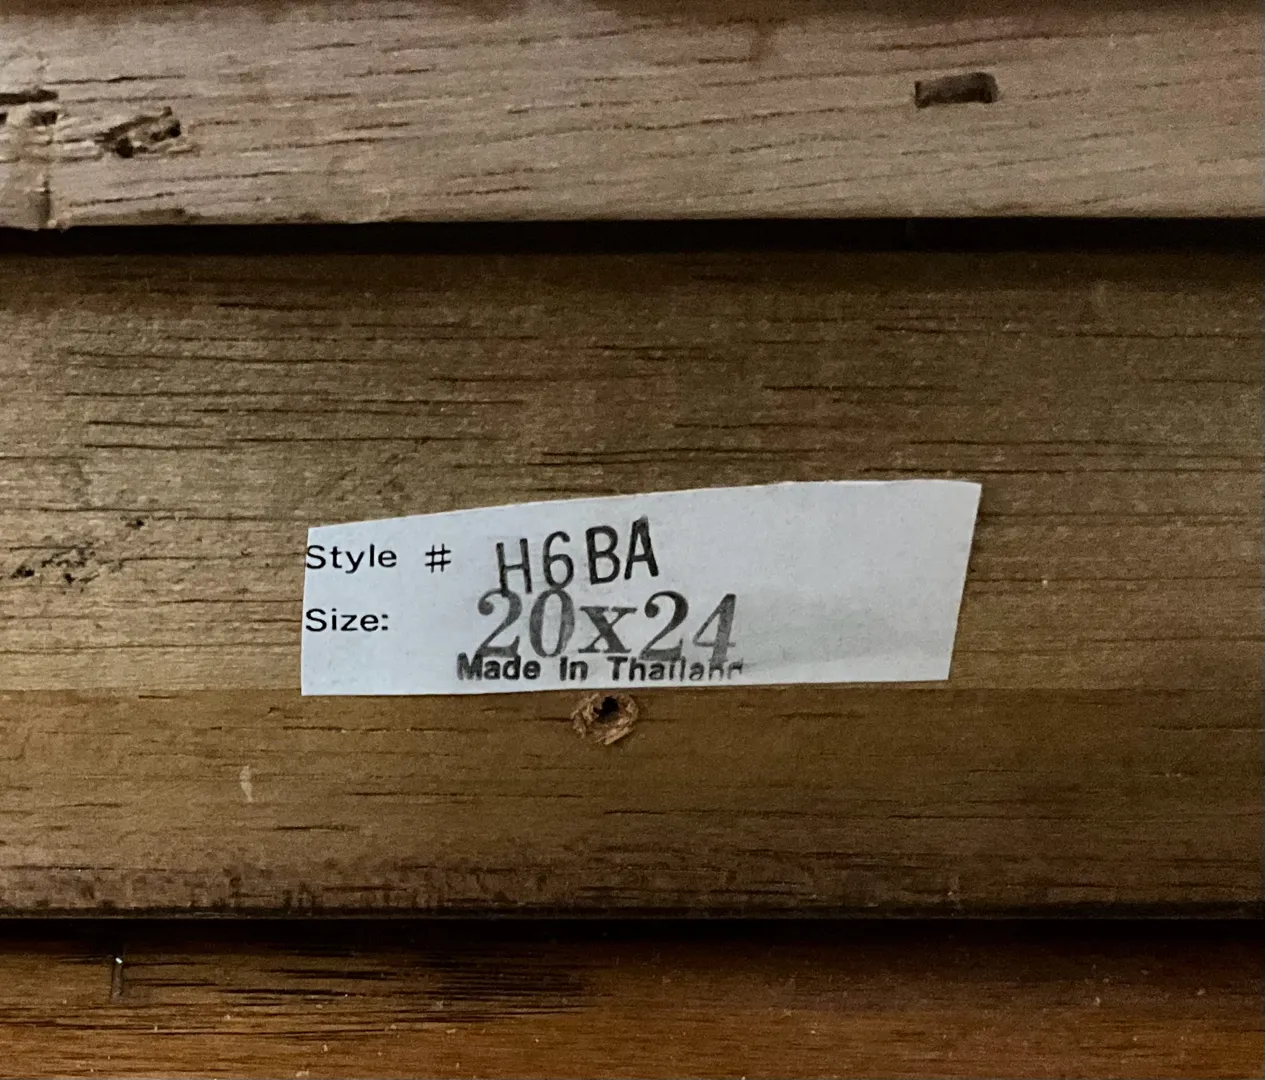 Style # H6BA
Size: 20x24
Made In Thailand